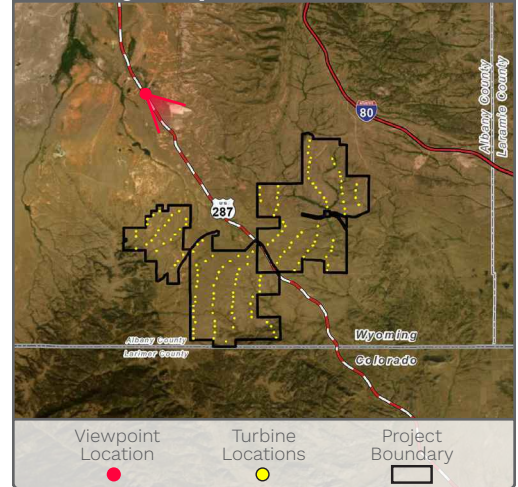 80
Albany County
Laramie County
U S
287
Albany County
Larimer County
Wyoming
Colorado
Viewpoint
Location
Turbine
Locations
Project
Boundary